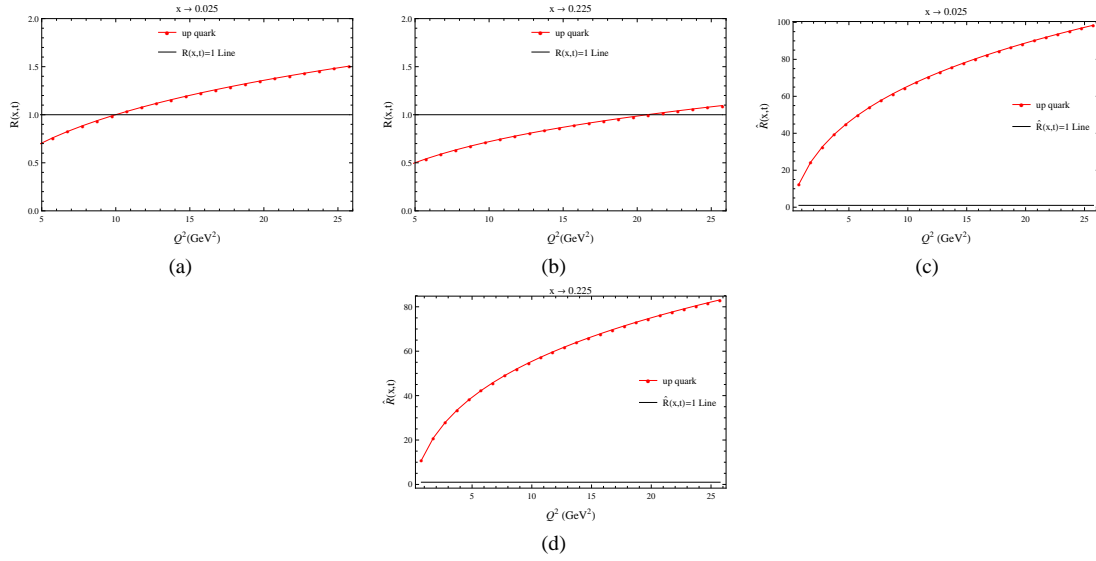 x → 0.025
2.0
1.5
1.0
0.5
0.0
R(x,t)
up quark
R(x,t)=1 Line
5
10
15
20
25
Q²(GeV²)
(a)
x → 0.225
2.0
1.5
1.0
0.5
0.0
R(x,t)
up quark
R(x,t)=1 Line
5
10
15
20
25
Q²(GeV²)
(b)
x → 0.025
100
80
60
40
20
0
R̂(x,t)
up quark
R̂(x,t)=1 Line
5
10
15
20
25
Q² (GeV²)
(c)
x → 0.225
80
60
40
20
0
R̂(x,t)
up quark
R̂(x,t)=1 Line
5
10
15
20
25
Q² (GeV²)
(d)